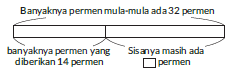 Banyaknya permen mula-mula ada 32 permen
banyaknya permen yang
diberikan 14 permen
Sisanya masih ada
permen